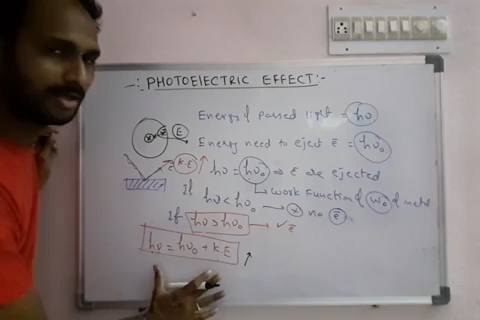 -:- PHOTOELECTRIC EFFECT:-
Energy of passed light = hν
Energy need to eject ē = hν₀
hν = hν₀ ⇒ ē are ejected
Work Function (W₀) of metal
If hν < hν₀ → ⓧ no ē
If hν > hν₀ → ✓ ē
hν = hν₀ + K.E
x
E
ē K.E ↑